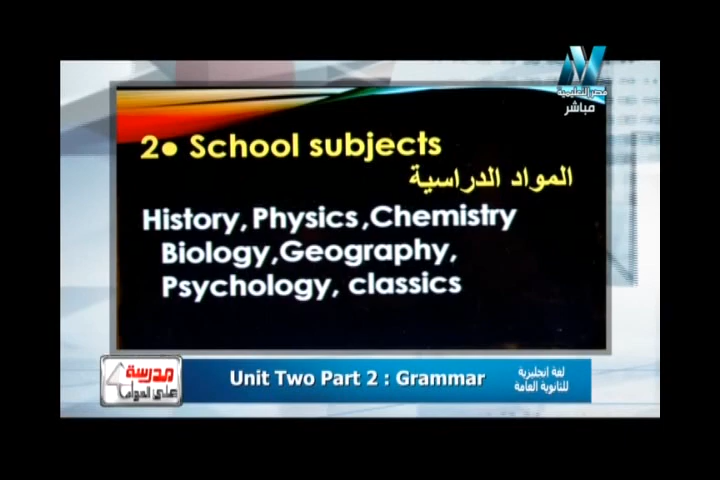 مصر التعليمية
مباشر
2● School subjects
المواد الدراسية
History, Physics ,Chemistry
Biology,Geography,
Psychology, classics
مدرسة
على الهواء
Unit Two Part 2 : Grammar
لغة انجليزية
للثانوية العامة